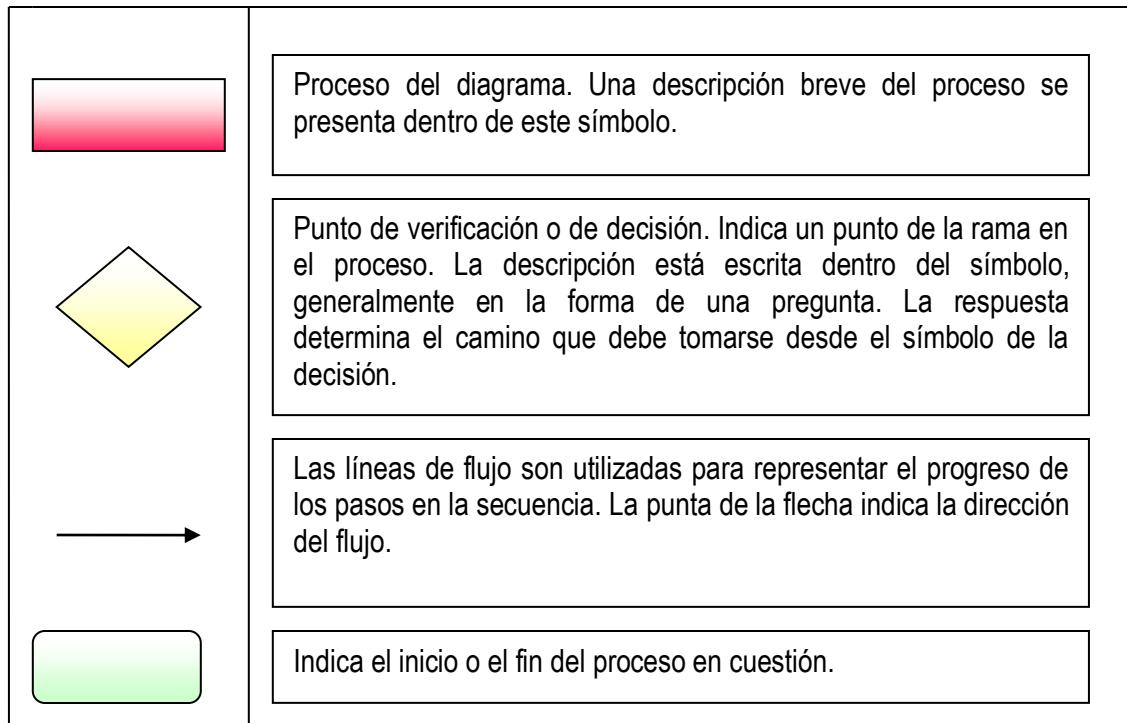 Proceso del diagrama. Una descripción breve del proceso se
presenta dentro de este símbolo.
Punto de verificación o de decisión. Indica un punto de la rama en
el proceso. La descripción está escrita dentro del símbolo,
generalmente en la forma de una pregunta. La respuesta
determina el camino que debe tomarse desde el símbolo de la
decisión.
Las líneas de flujo son utilizadas para representar el progreso de
los pasos en la secuencia. La punta de la flecha indica la dirección
del flujo.
Indica el inicio o el fin del proceso en cuestión.